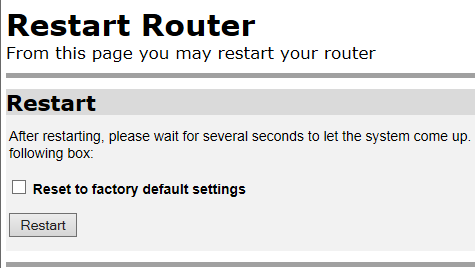 Restart Router
From this page you may restart your router
Restart
After restarting, please wait for several seconds to let the system come up.
following box:
Reset to factory default settings
Restart